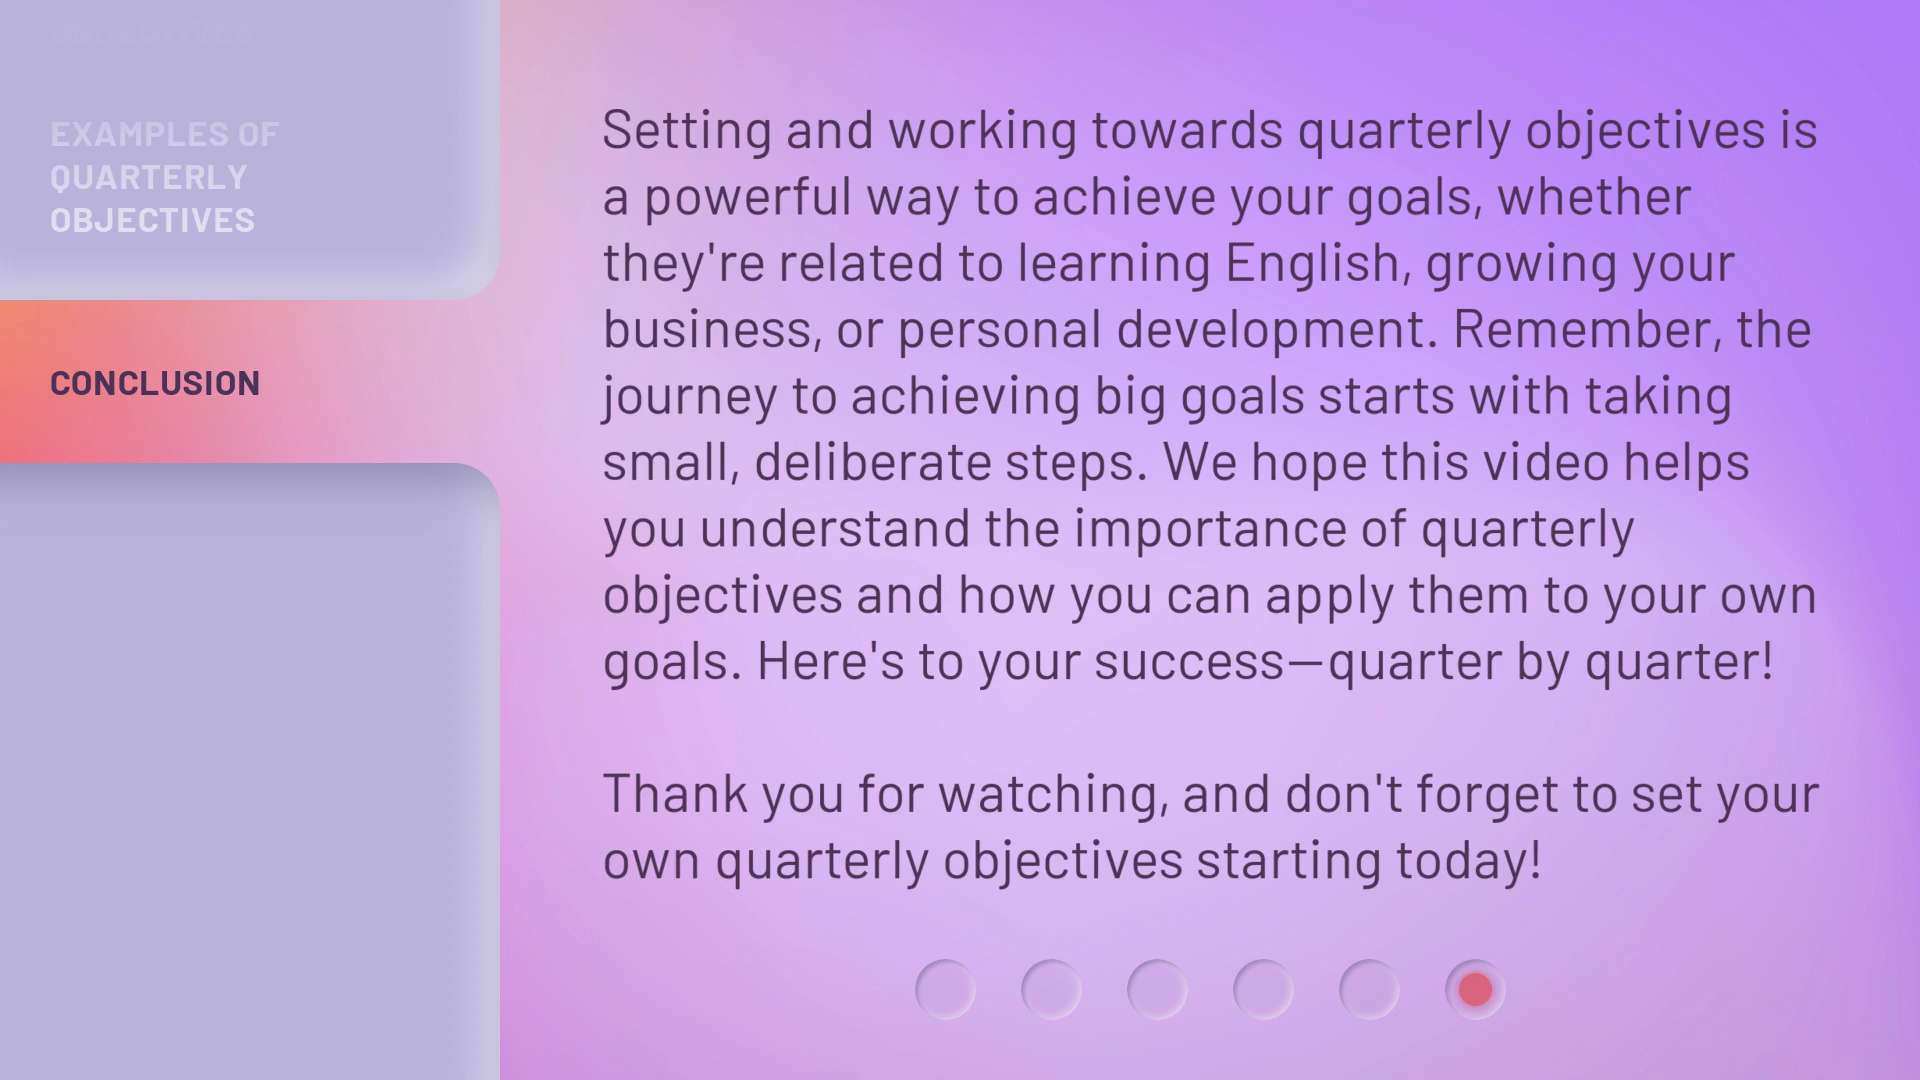 OBJECTIVES
EXAMPLES OF
QUARTERLY
OBJECTIVES
CONCLUSION
Setting and working towards quarterly objectives is
a powerful way to achieve your goals, whether
they're related to learning English, growing your
business, or personal development. Remember, the
journey to achieving big goals starts with taking
small, deliberate steps. We hope this video helps
you understand the importance of quarterly
objectives and how you can apply them to your own
goals. Here's to your success—quarter by quarter!
Thank you for watching, and don't forget to set your
own quarterly objectives starting today!